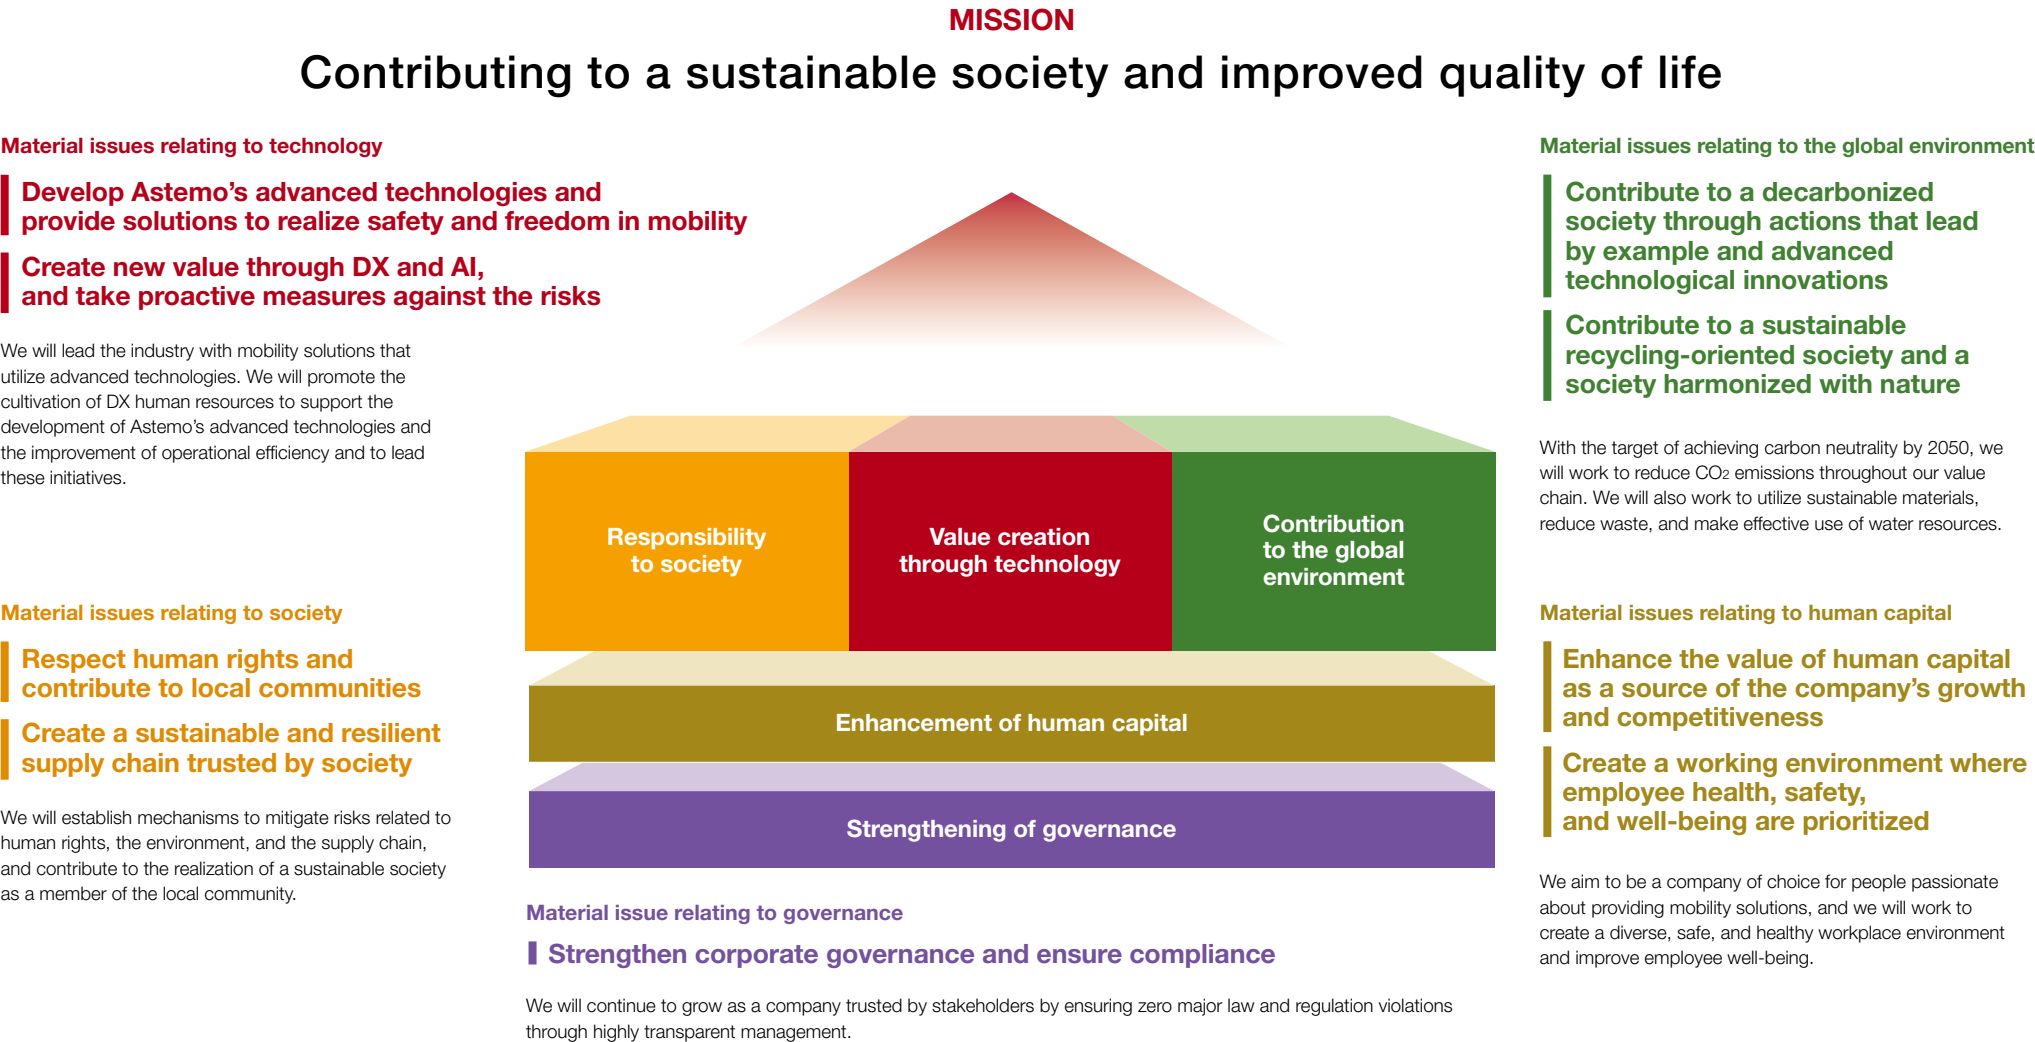 MISSION
Contributing to a sustainable society and improved quality of life
Material issues relating to technology
Develop Astemo’s advanced technologies and
provide solutions to realize safety and freedom in mobility
Create new value through DX and AI,
and take proactive measures against the risks
We will lead the industry with mobility solutions that
utilize advanced technologies. We will promote the
cultivation of DX human resources to support the
development of Astemo’s advanced technologies and
the improvement of operational efficiency and to lead
these initiatives.
Material issues relating to society
Respect human rights and
contribute to local communities
Create a sustainable and resilient
supply chain trusted by society
We will establish mechanisms to mitigate risks related to
human rights, the environment, and the supply chain,
and contribute to the realization of a sustainable society
as a member of the local community.
Responsibility
to society
Value creation
through technology
Contribution
to the global
environment
Enhancement of human capital
Strengthening of governance
Material issue relating to governance
Strengthen corporate governance and ensure compliance
We will continue to grow as a company trusted by stakeholders by ensuring zero major law and regulation violations
through highly transparent management.
Material issues relating to the global environment
Contribute to a decarbonized
society through actions that lead
by example and advanced
technological innovations
Contribute to a sustainable
recycling-oriented society and a
society harmonized with nature
With the target of achieving carbon neutrality by 2050, we
will work to reduce CO2 emissions throughout our value
chain. We will also work to utilize sustainable materials,
reduce waste, and make effective use of water resources.
Material issues relating to human capital
Enhance the value of human capital
as a source of the company’s growth
and competitiveness
Create a working environment where
employee health, safety,
and well-being are prioritized
We aim to be a company of choice for people passionate
about providing mobility solutions, and we will work to
create a diverse, safe, and healthy workplace environment
and improve employee well-being.